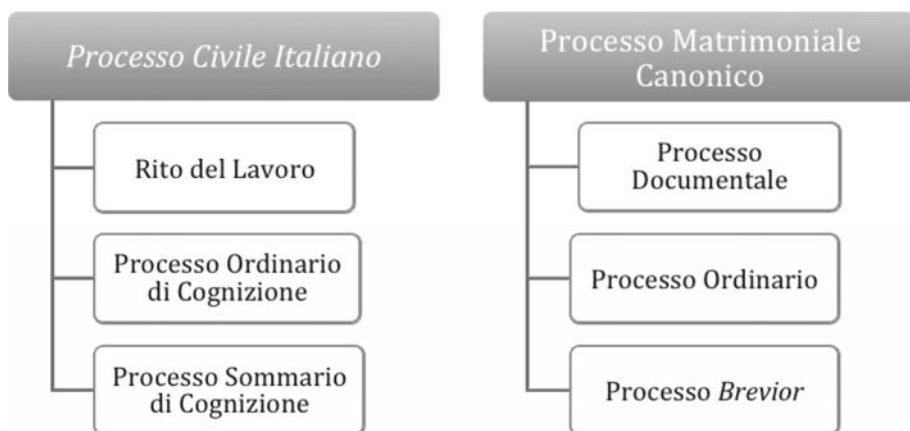 Processo Civile Italiano
Rito del Lavoro
Processo Ordinario
di Cognizione
Processo Sommario
di Cognizione
Processo Matrimoniale
Canonico
Processo
Documentale
Processo Ordinario
Processo Brevior